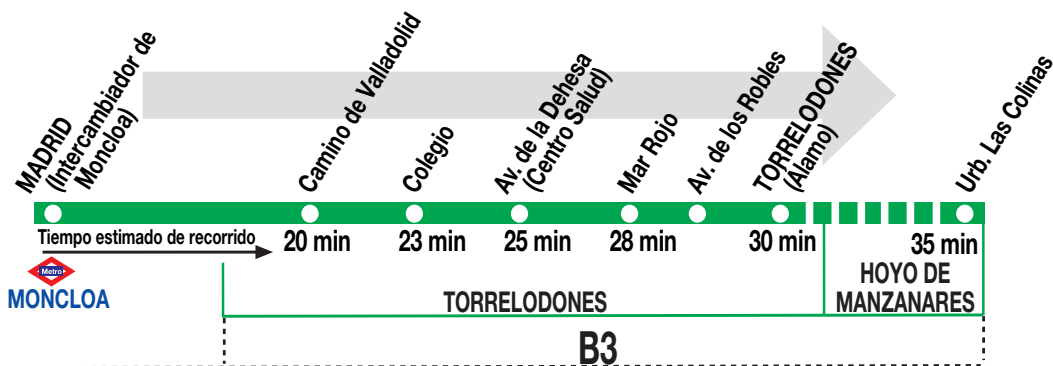 MADRID
(Intercambiador de
Moncloa)
Camino de Valladolid
Colegio
Av. de la Dehesa
(Centro Salud)
Mar Rojo
Av. de los Robles
TORRELODONES
(Álamo)
Urb. Las Colinas
Tiempo estimado de recorrido
20 min
23 min
25 min
28 min
30 min
35 min
Metro
MONCLOA
TORRELODONES
HOYO DE
MANZANARES
B3